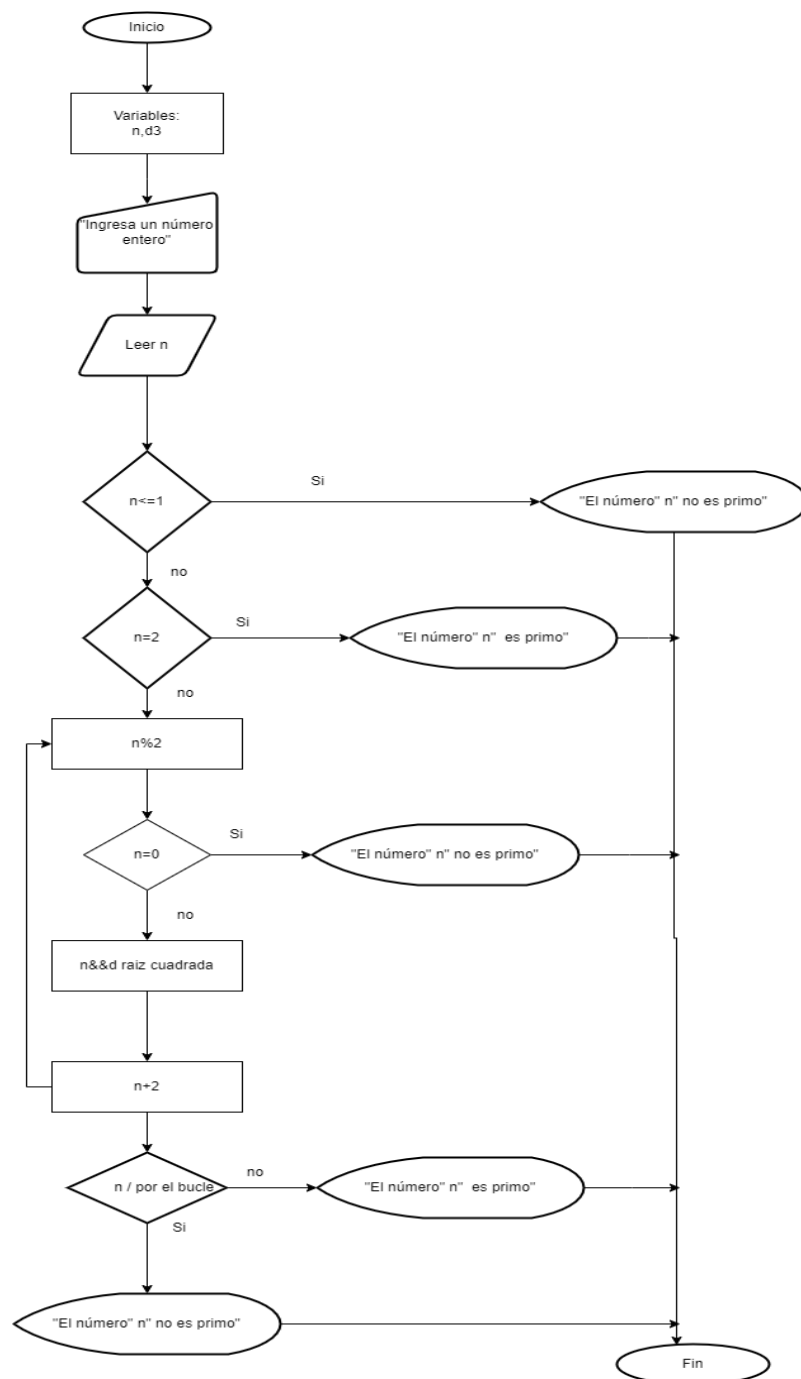 Inicio
Variables:
n,d3
"Ingresa un número
entero"
Leer n
n<=1
Si
"El número" n" no es primo"
no
n=2
Si
"El número" n"  es primo"
no
n%2
n=0
Si
"El número" n" no es primo"
no
n&&d raiz cuadrada
n+2
n / por el bucle
no
"El número" n"  es primo"
Si
"El número" n" no es primo"
Fin